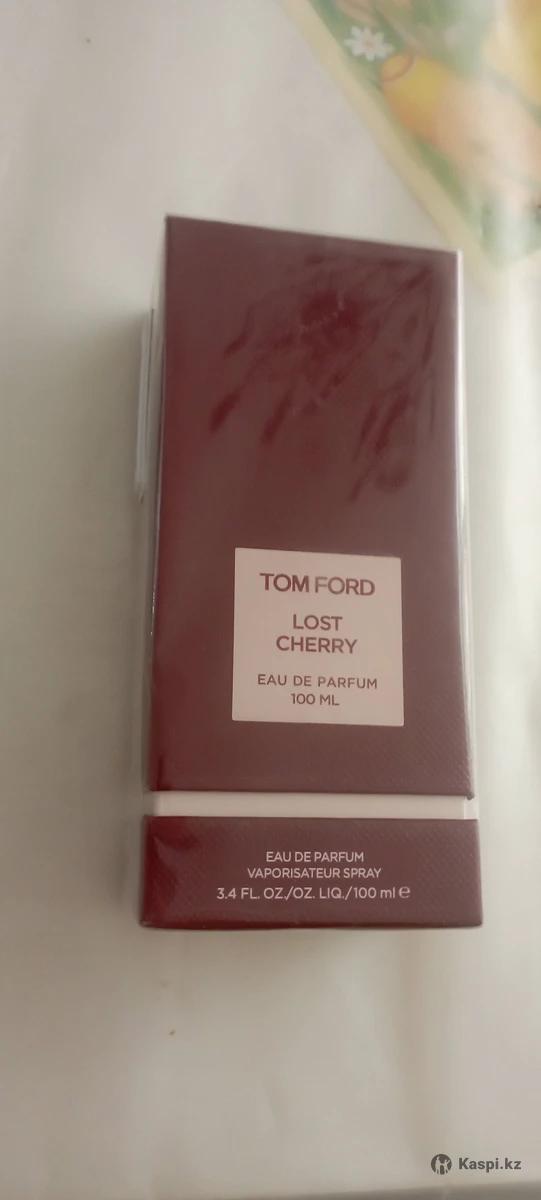 TOM FORD
LOST
CHERRY
EAU DE PARFUM
100 ML
EAU DE PARFUM
VAPORISATEUR SPRAY
3.4 FL. OZ./OZ. LIQ./100 ml ℮
Kaspi.kz